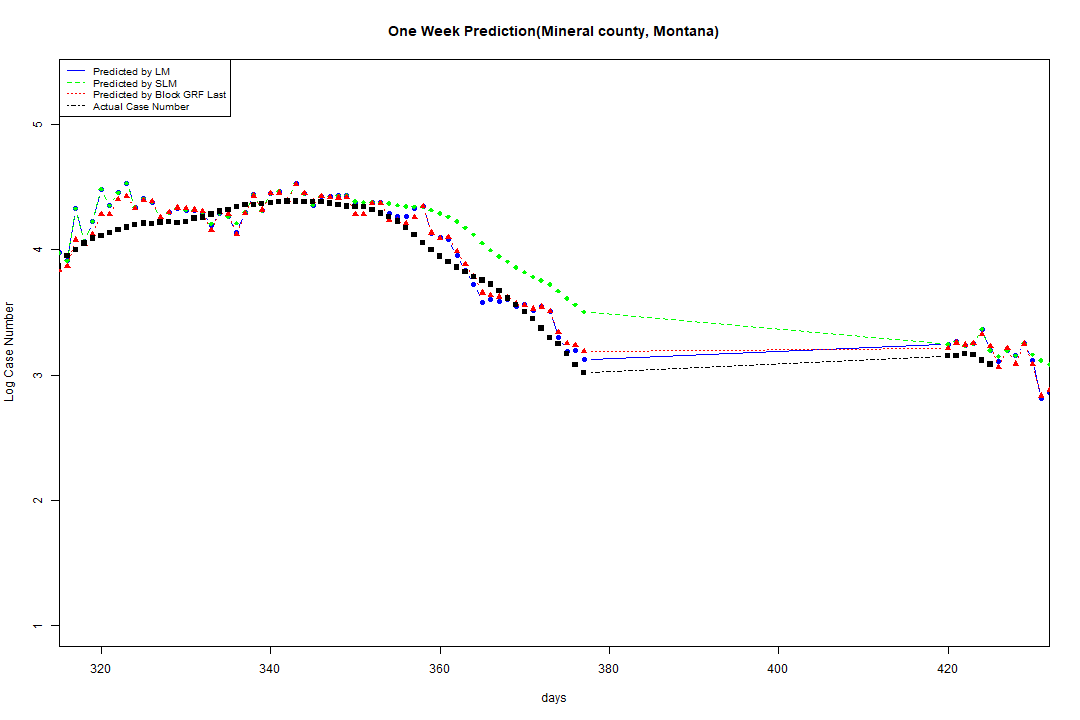 One Week Prediction(Mineral county, Montana)
Predicted by LM
Predicted by SLM
Predicted by Block GRF Last
Actual Case Number
5
4
3
2
1
Log Case Number
320 340 360 380 400 420
days